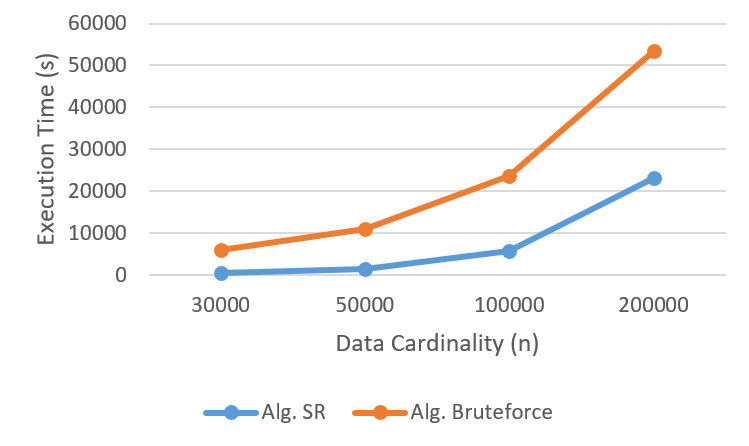 60000
50000
40000
30000
20000
10000
0
Execution Time (s)
30000 50000 100000 200000
Data Cardinality (n)
Alg. SR Alg. Bruteforce